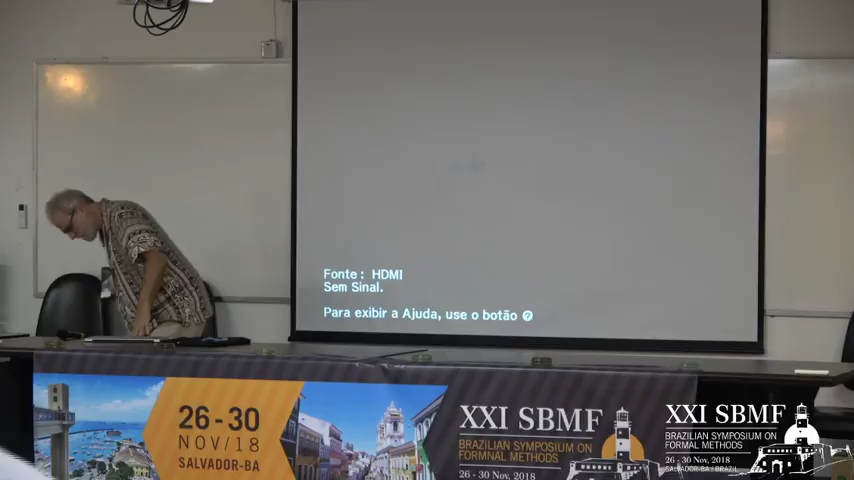 Fonte : HDMI
Sem Sinal.
Para exibir a Ajuda, use o botão ?
26 - 30
NOV / 18
SALVADOR-BA
XXI SBMF
BRAZILIAN SYMPOSIUM ON
FORMNAL METHODS
26 - 30 Nov, 2018
XXI SBMF
BRAZILIAN SYMPOSIUM ON
FORMAL METHODS
26 - 30 Nov, 2018
SALVADOR-BA / BRAZIL